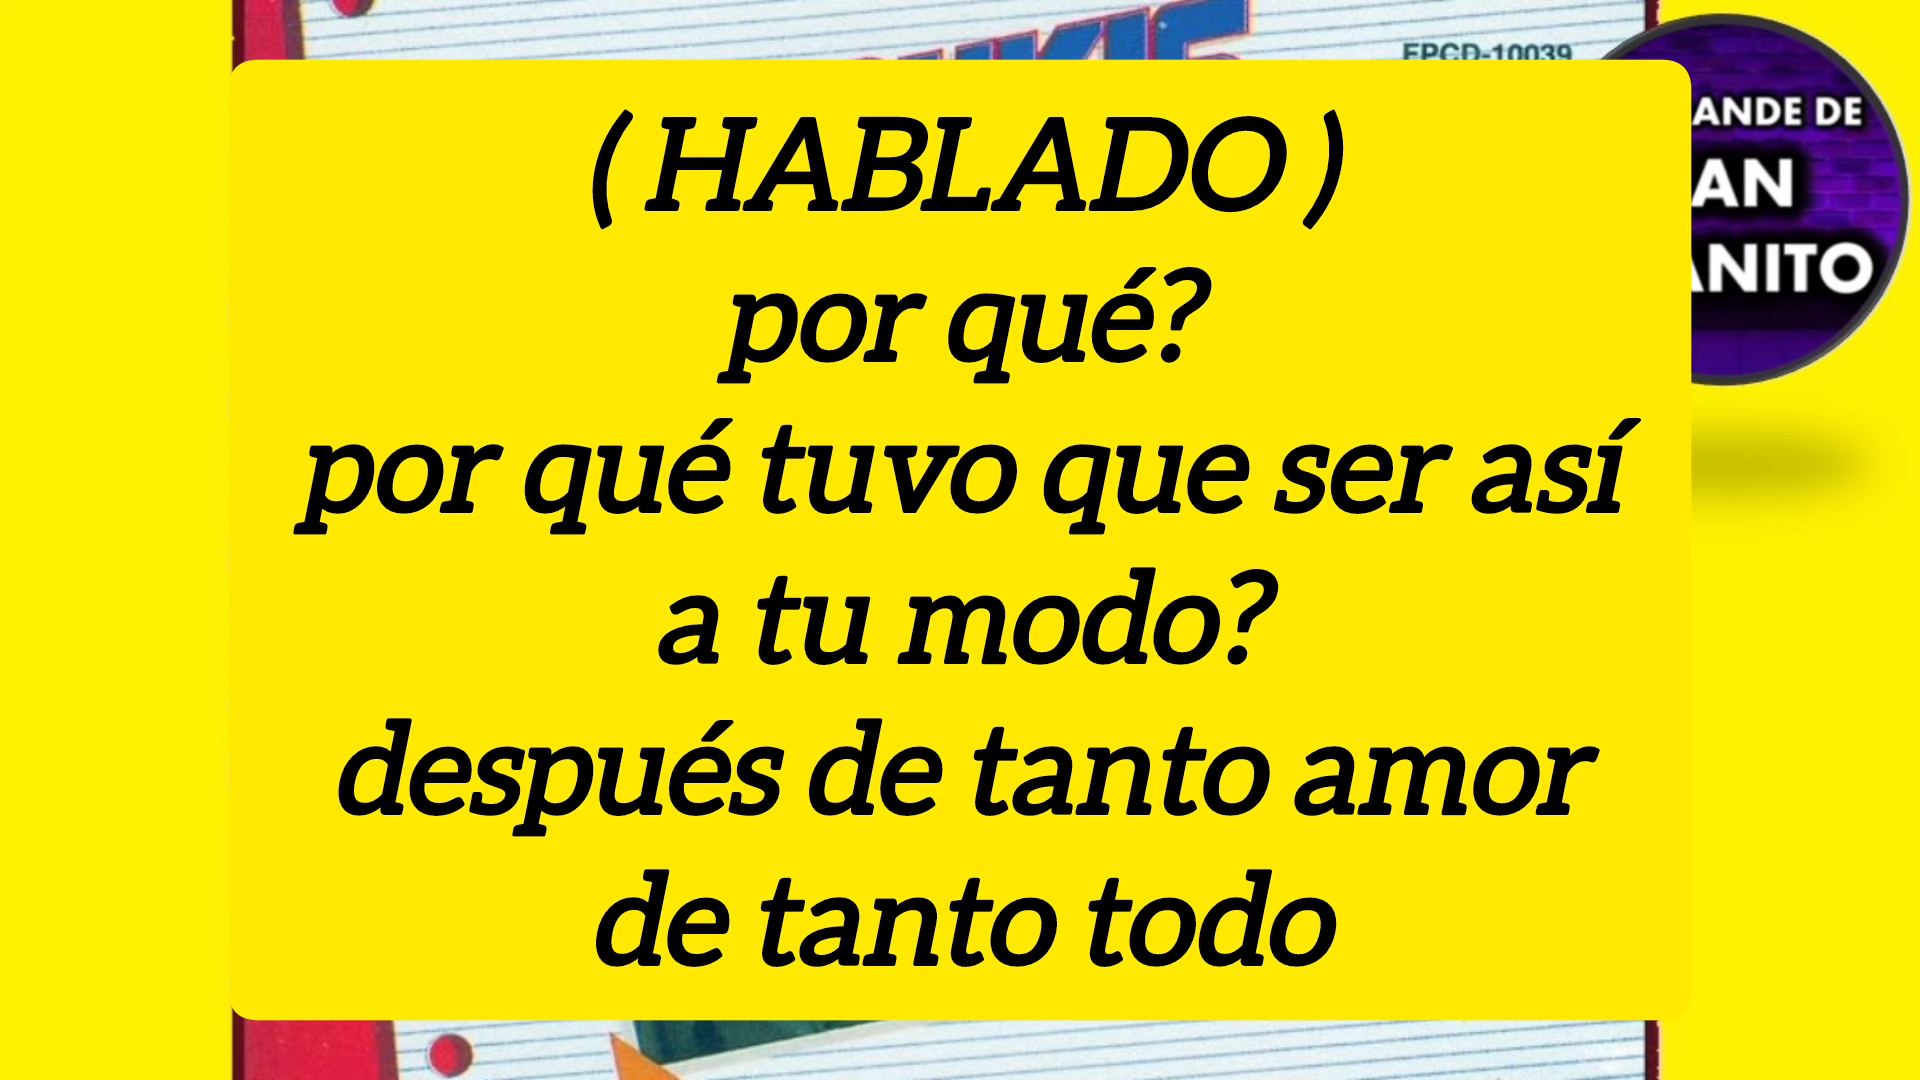 EPCD-10039
ANDE DE
AN
ANITO
( HABLADO )
por qué?
por qué tuvo que ser así
a tu modo?
después de tanto amor
de tanto todo